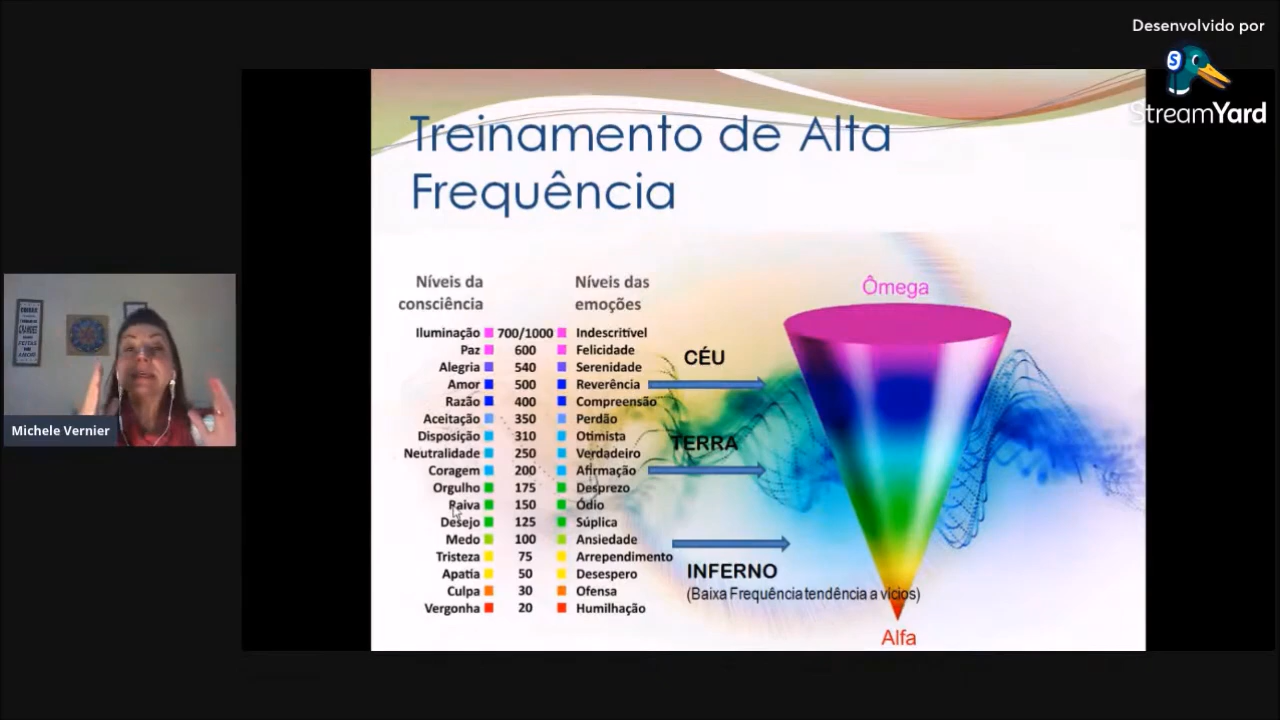 Desenvolvido por
StreamYard
Treinamento de Alta
Frequência
Níveis da
consciência
Níveis das
emoções
Iluminação 700/1000 Indescritível
Paz 600 Felicidade
Alegria 540 Serenidade
Amor 500 Reverência
Razão 400 Compreensão
Aceitação 350 Perdão
Disposição 310 Otimista
Neutralidade 250 Verdadeiro
Coragem 200 Afirmação
Orgulho 175 Desprezo
Raiva 150 Ódio
Desejo 125 Súplica
Medo 100 Ansiedade
Tristeza 75 Arrependimento
Apatia 50 Desespero
Culpa 30 Ofensa
Vergonha 20 Humilhação
CÉU
TERRA
INFERNO
(Baixa Frequência tendência a vícios)
Ômega
Alfa
Michele Vernier